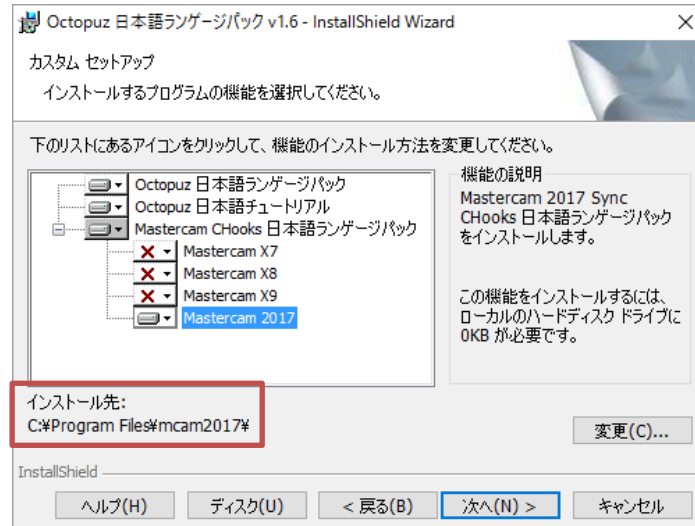 Octopuz 日本語ランゲージパック v1.6 - InstallShield Wizard
カスタム セットアップ
インストールするプログラムの機能を選択してください。
下のリストにあるアイコンをクリックして、機能のインストール方法を変更してください。
Octopuz 日本語ランゲージパック
Octopuz 日本語チュートリアル
Mastercam CHooks 日本語ランゲージパック
Mastercam X7
Mastercam X8
Mastercam X9
Mastercam 2017
機能の説明
Mastercam 2017 Sync
CHooks 日本語ランゲージパック
をインストールします。
この機能をインストールするには、
ローカルのハードディスク ドライブに
0KB が必要です。
インストール先:
C:¥Program Files¥mcam2017¥
変更(C)...
InstallShield
ヘルプ(H)
ディスク(U)
< 戻る(B)
次へ(N) >
キャンセル